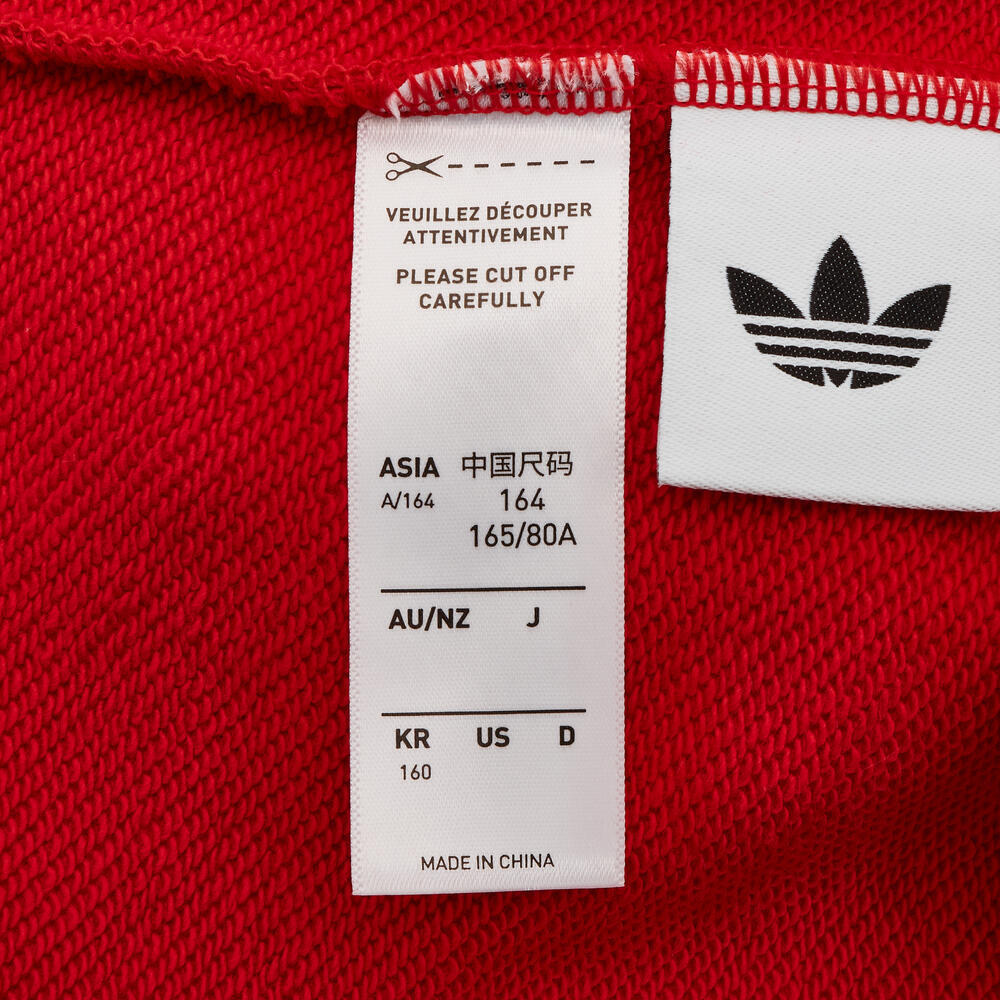 VEUILLEZ DÉCOUPER
ATTENTIVEMENT
PLEASE CUT OFF
CAREFULLY
ASIA 中国尺码
A/164 164
165/80A
AU/NZ J
KR US D
160
MADE IN CHINA